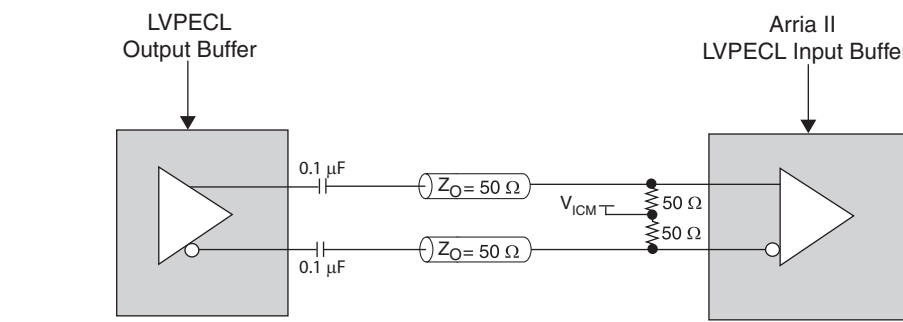 LVPECL
Output Buffer
Arria II
LVPECL Input Buffer
0.1 µF
Z_O = 50 Ω
V_ICM
50 Ω
50 Ω
Z_O = 50 Ω
0.1 µF